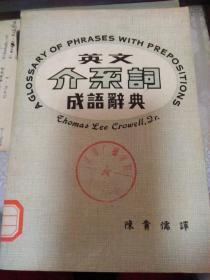 A GLOSSARY OF PHRASES WITH PREPOSITIONS
英文
介系詞
成語辭典
Thomas Lee Crowell, Jr.
陳貴儒譯